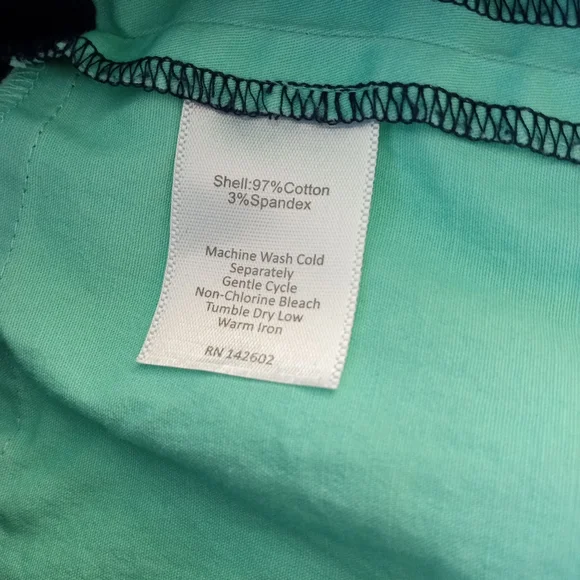 Shell:97%Cotton
3%Spandex
Machine Wash Cold
Separately
Gentle Cycle
Non-Chlorine Bleach
Tumble Dry Low
Warm Iron
RN 142602